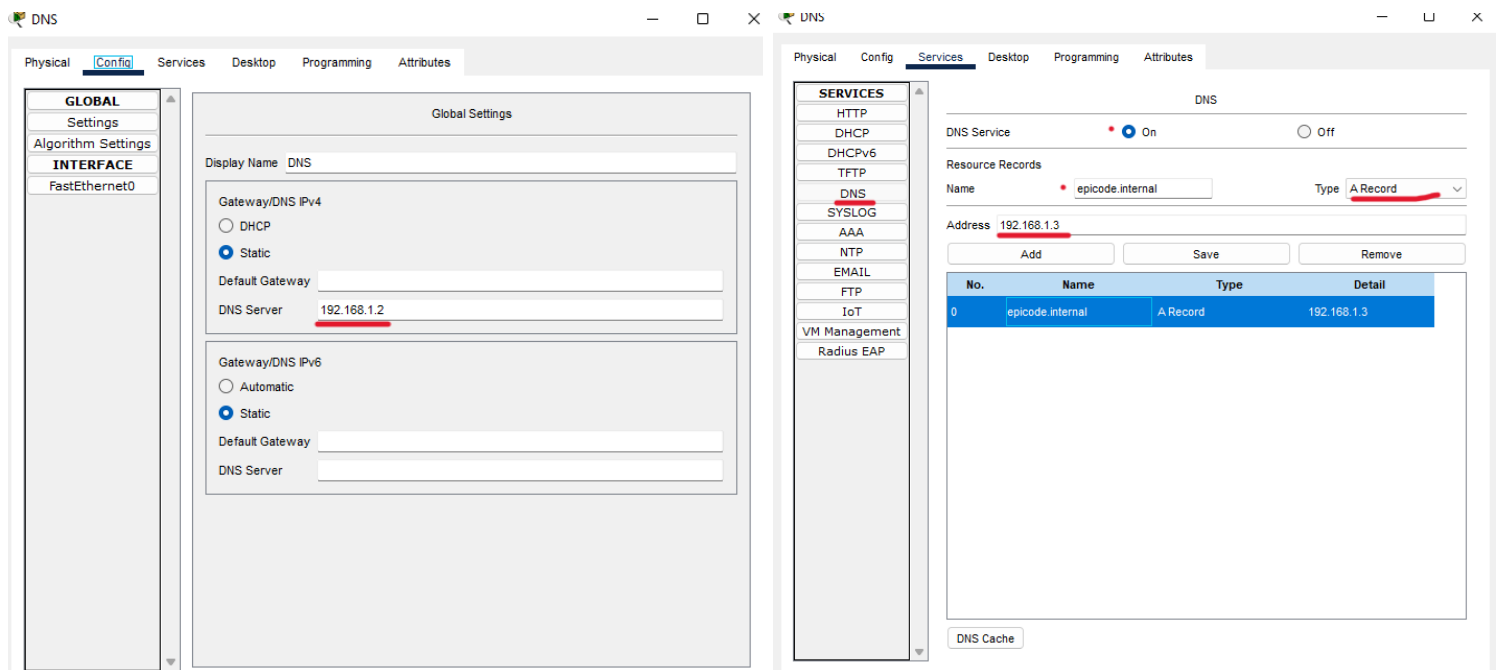 DNS
Physical Config Services Desktop Programming Attributes
GLOBAL
Settings
Algorithm Settings
INTERFACE
FastEthernet0
Global Settings
Display Name DNS
Gateway/DNS IPv4
DHCP
Static
Default Gateway
DNS Server 192.168.1.2
Gateway/DNS IPv6
Automatic
Static
Default Gateway
DNS Server
DNS
Physical Config Services Desktop Programming Attributes
SERVICES
HTTP
DHCP
DHCPv6
TFTP
DNS
SYSLOG
AAA
NTP
EMAIL
FTP
IoT
VM Management
Radius EAP
DNS
DNS Service On Off
Resource Records
Name epicode.internal Type A Record
Address 192.168.1.3
Add Save Remove
No. Name Type Detail
0 epicode.internal A Record 192.168.1.3
DNS Cache